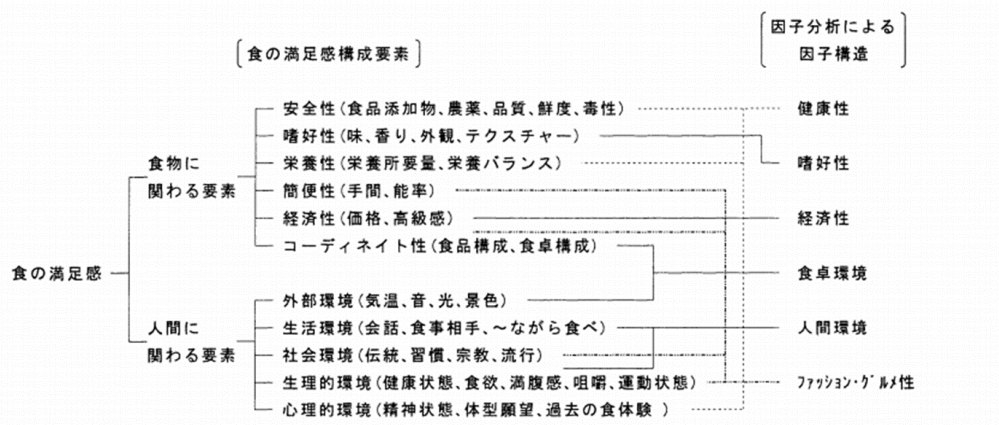 〔食の満足感構成要素〕
〔因子分析による
因子構造〕
食の満足感
食物に
関わる要素
安全性(食品添加物、農薬、品質、鮮度、毒性)
嗜好性(味、香り、外観、テクスチャー)
栄養性(栄養所要量、栄養バランス)
簡便性(手間、能率)
経済性(価格、高級感)
コーディネイト性(食品構成、食卓構成)
人間に
関わる要素
外部環境(気温、音、光、景色)
生活環境(会話、食事相手、～ながら食べ)
社会環境(伝統、習慣、宗教、流行)
生理的環境(健康状態、食欲、満腹感、咀嚼、運動状態)
心理的環境(精神状態、体型願望、過去の食体験 )
健康性
嗜好性
経済性
食卓環境
人間環境
ﾌｧｯｼｮﾝ･ｸﾞﾙﾒ性